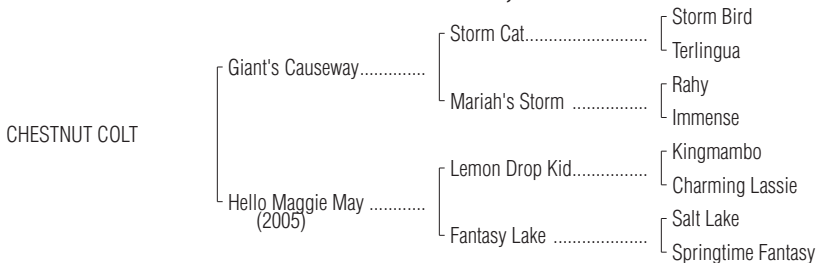 Storm Bird
Storm Cat..........................
Terlingua
Giant's Causeway..............
Rahy
Mariah's Storm ................
Immense
CHESTNUT COLT
Kingmambo
Lemon Drop Kid................
Charming Lassie
Hello Maggie May ............
(2005)
Salt Lake
Fantasy Lake ....................
Springtime Fantasy